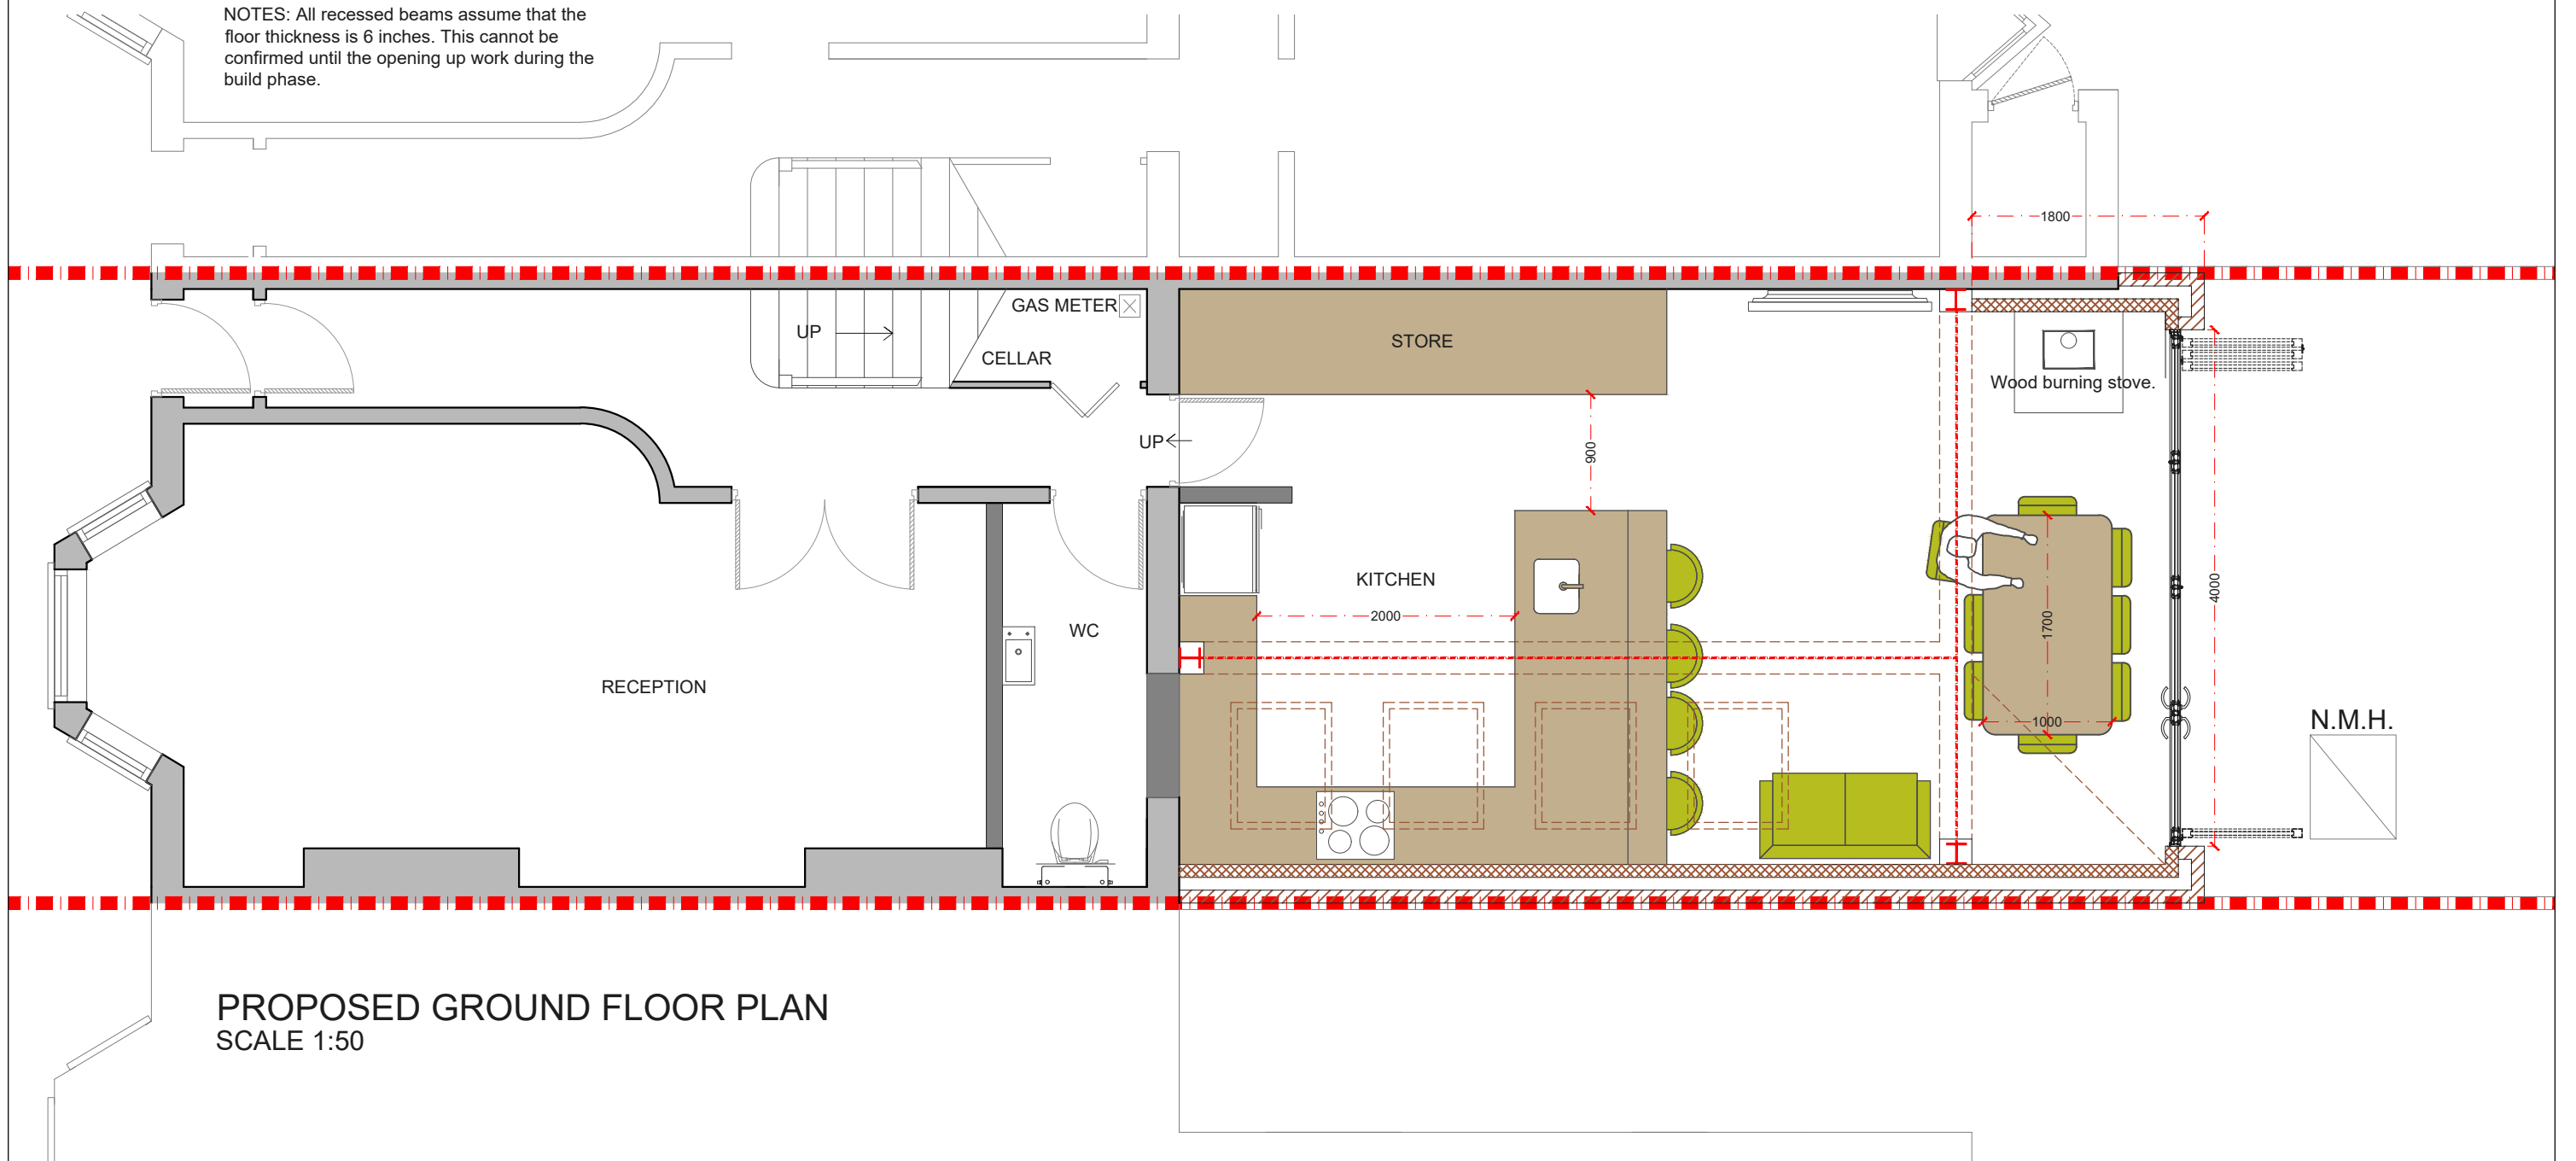 NOTES: All recessed beams assume that the
floor thickness is 6 inches. This cannot be
confirmed until the opening up work during the
build phase.
1800
GAS METER
UP
CELLAR
STORE
Wood burning stove.
UP
900
KITCHEN
2000
4000
1700
WC
RECEPTION
1000
N.M.H.
PROPOSED GROUND FLOOR PLAN
SCALE 1:50